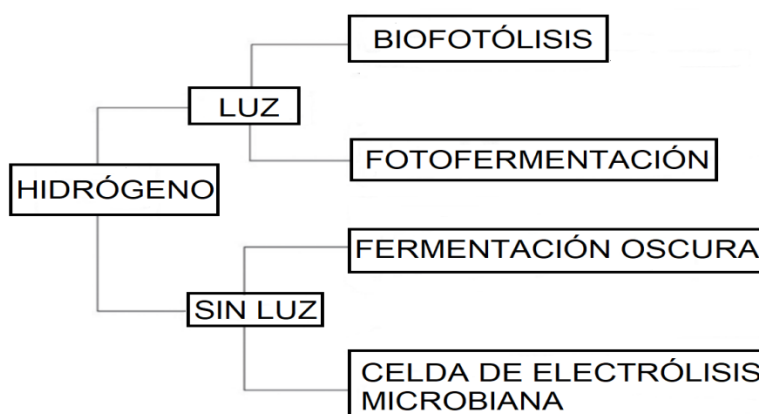 BIOFOTÓLISIS
LUZ
FOTOFERMENTACIÓN
HIDRÓGENO
FERMENTACIÓN OSCURA
SIN LUZ
CELDA DE ELECTRÓLISIS
MICROBIANA